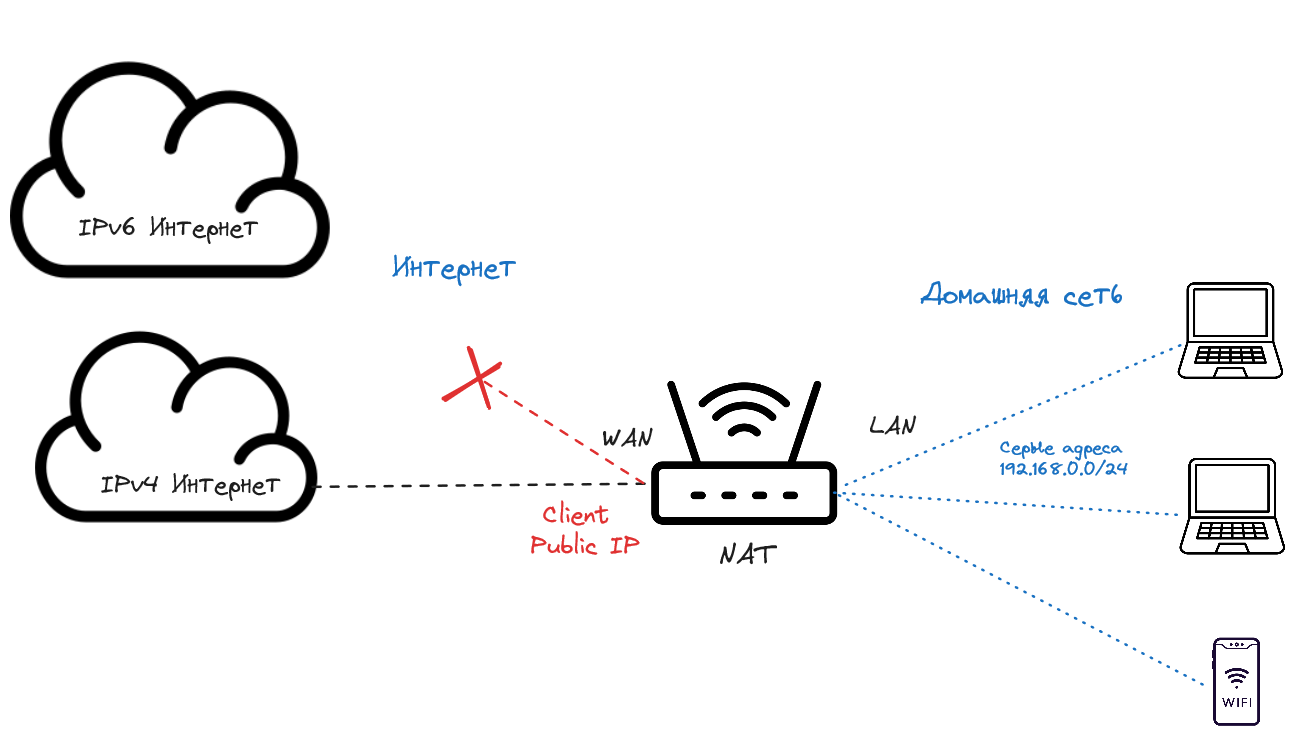 IPv6 Интернет
Интернет
Домашняя сеть
WAN
LAN
Серые адреса
192.168.0.0/24
IPv4 Интернет
Client
Public IP
NAT
WIFI